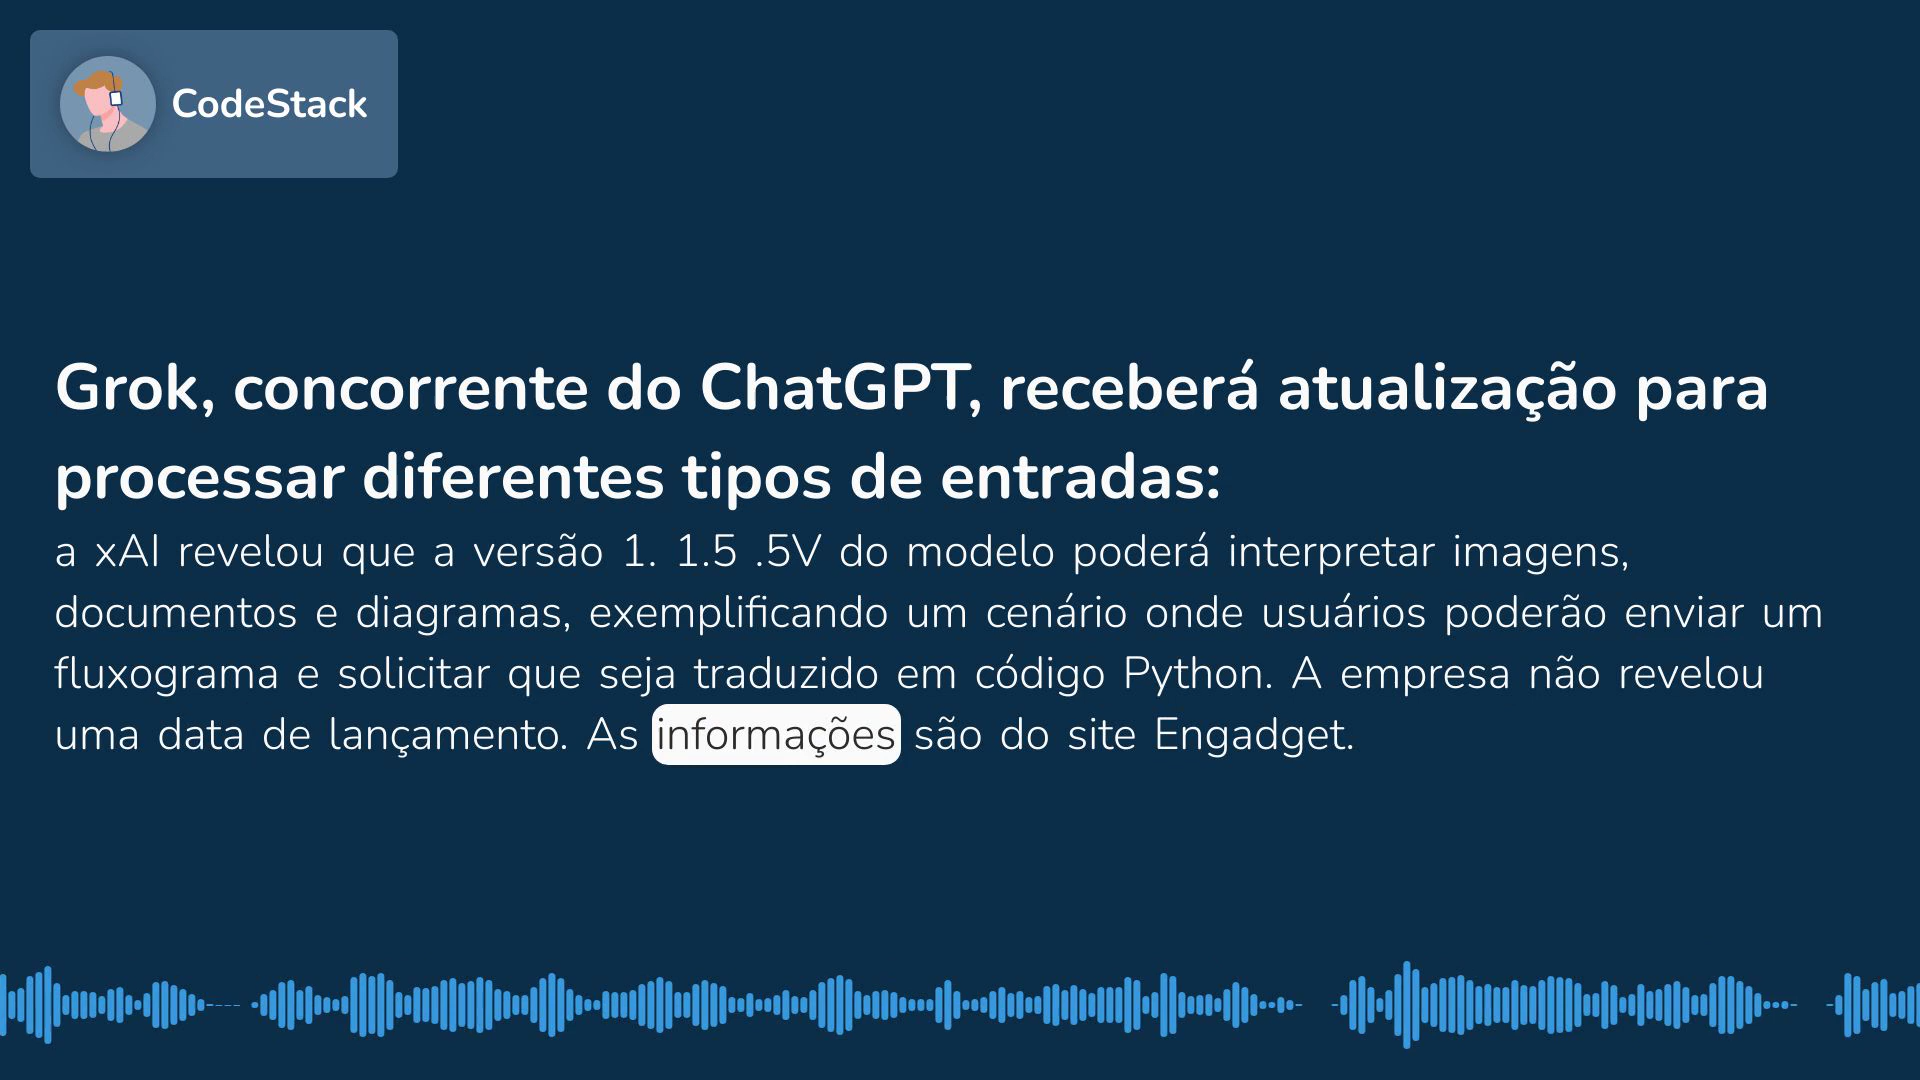 CodeStack
Grok, concorrente do ChatGPT, receberá atualização para
processar diferentes tipos de entradas:
a xAI revelou que a versão 1. 1.5 .5V do modelo poderá interpretar imagens,
documentos e diagramas, exemplificando um cenário onde usuários poderão enviar um
fluxograma e solicitar que seja traduzido em código Python. A empresa não revelou
uma data de lançamento. As informações são do site Engadget.